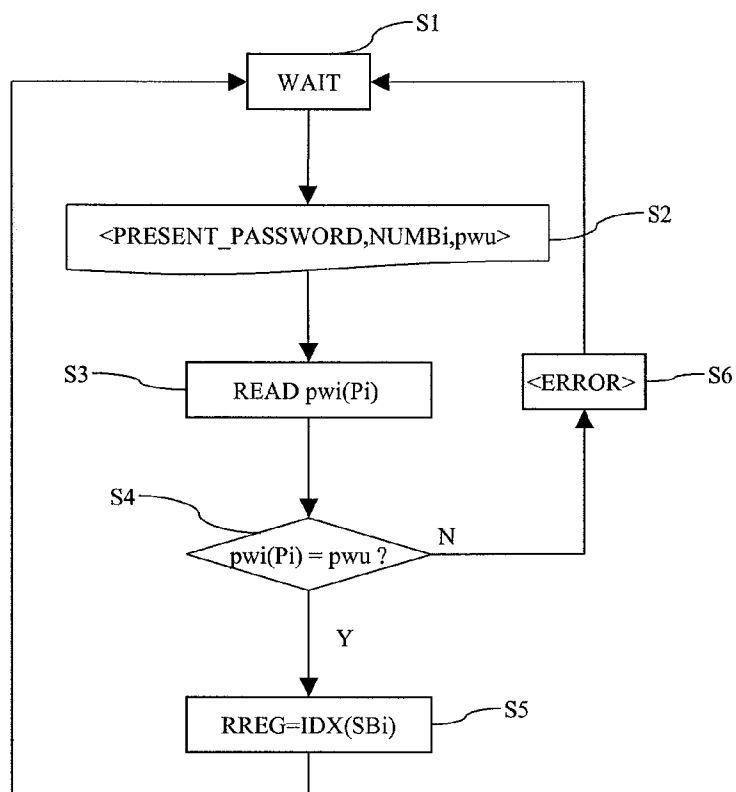 S1
WAIT
<PRESENT_PASSWORD,NUMBi,pwu>
S2
READ pwi(Pi)
S3
<ERROR>
S6
S4
pwi(Pi) = pwu ?
N
Y
RREG=IDX(SBi)
S5